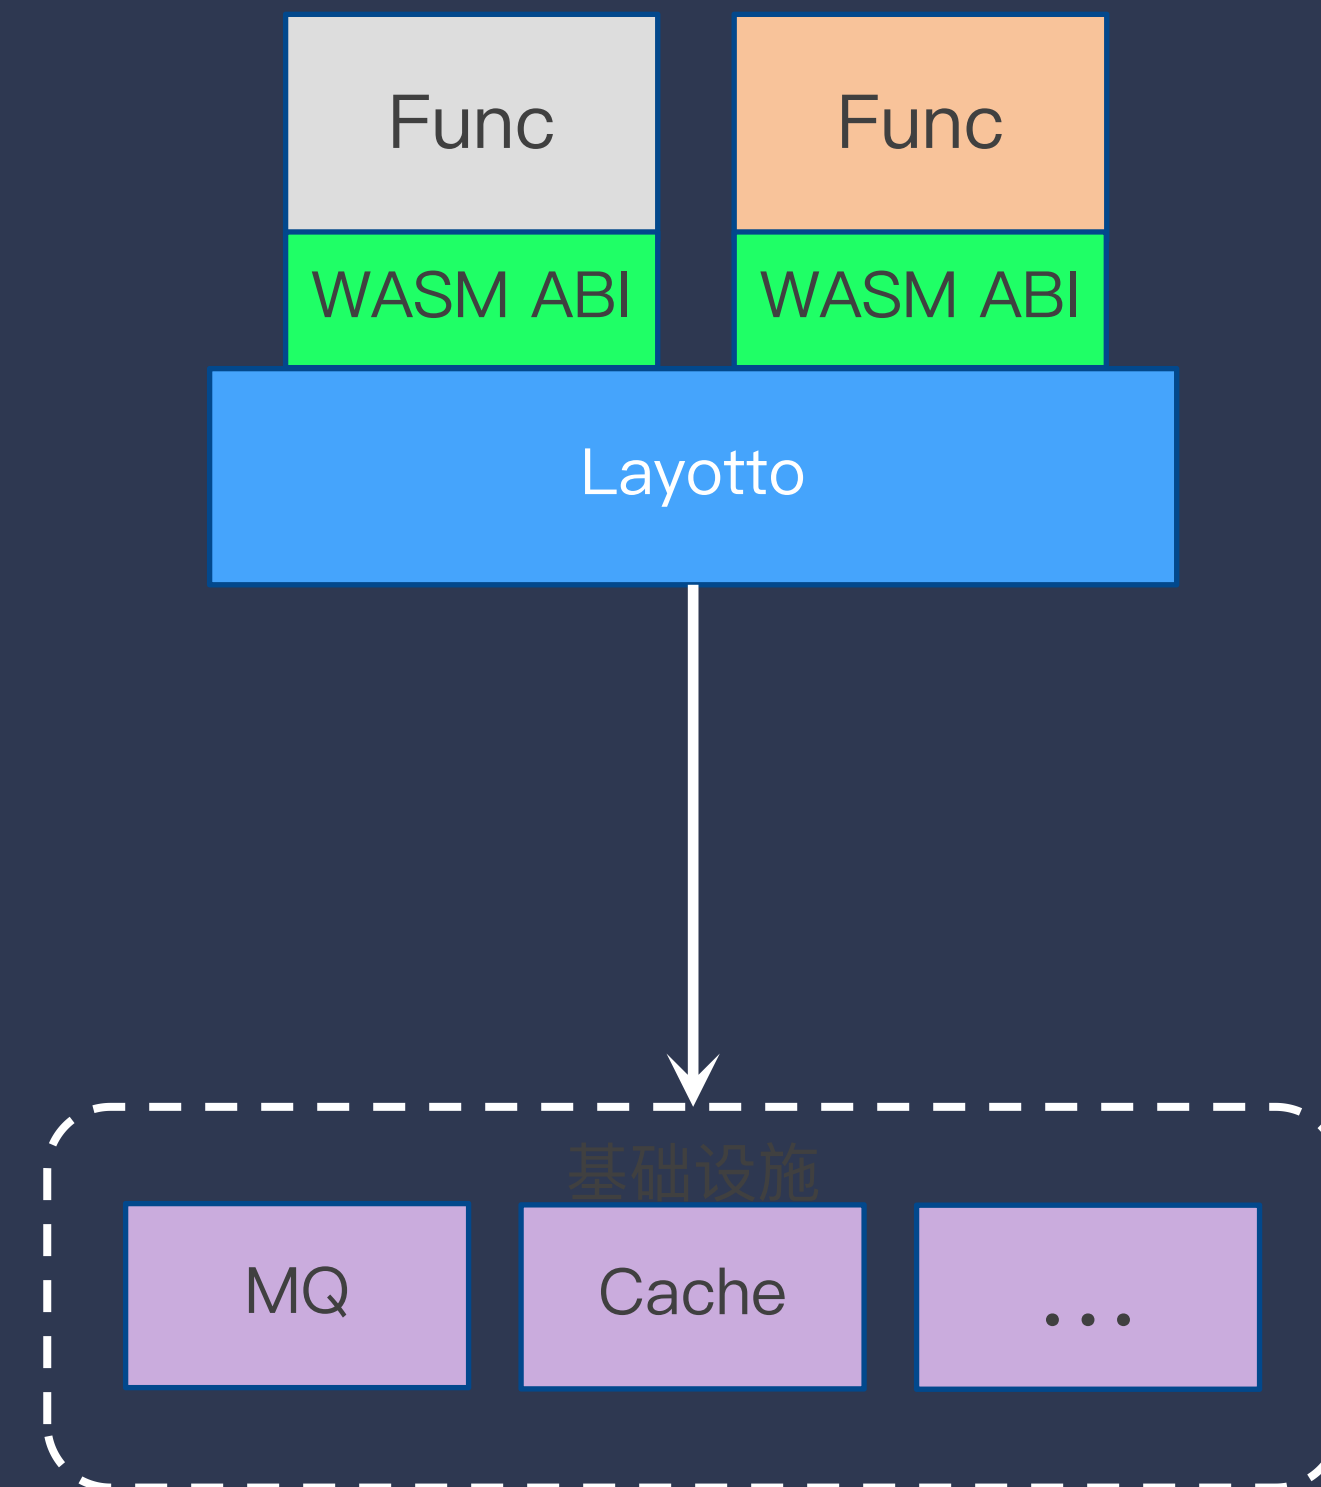 Func
Func
WASM ABI
WASM ABI
Layotto
基础设施
MQ
Cache
...